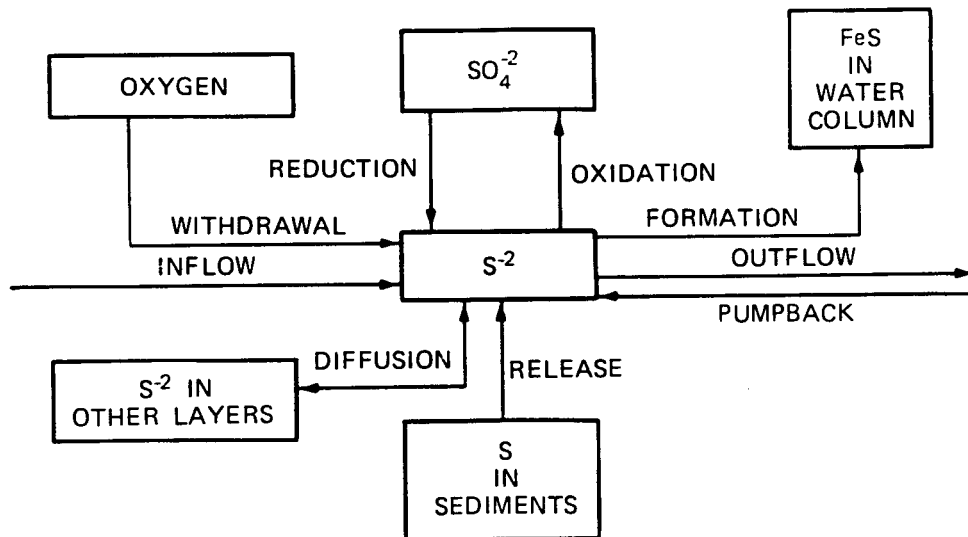 OXYGEN
SO₄⁻²
FeS
IN
WATER
COLUMN
REDUCTION
OXIDATION
WITHDRAWAL
FORMATION
INFLOW
S⁻²
OUTFLOW
PUMPBACK
DIFFUSION
RELEASE
S⁻² IN
OTHER LAYERS
S
IN
SEDIMENTS